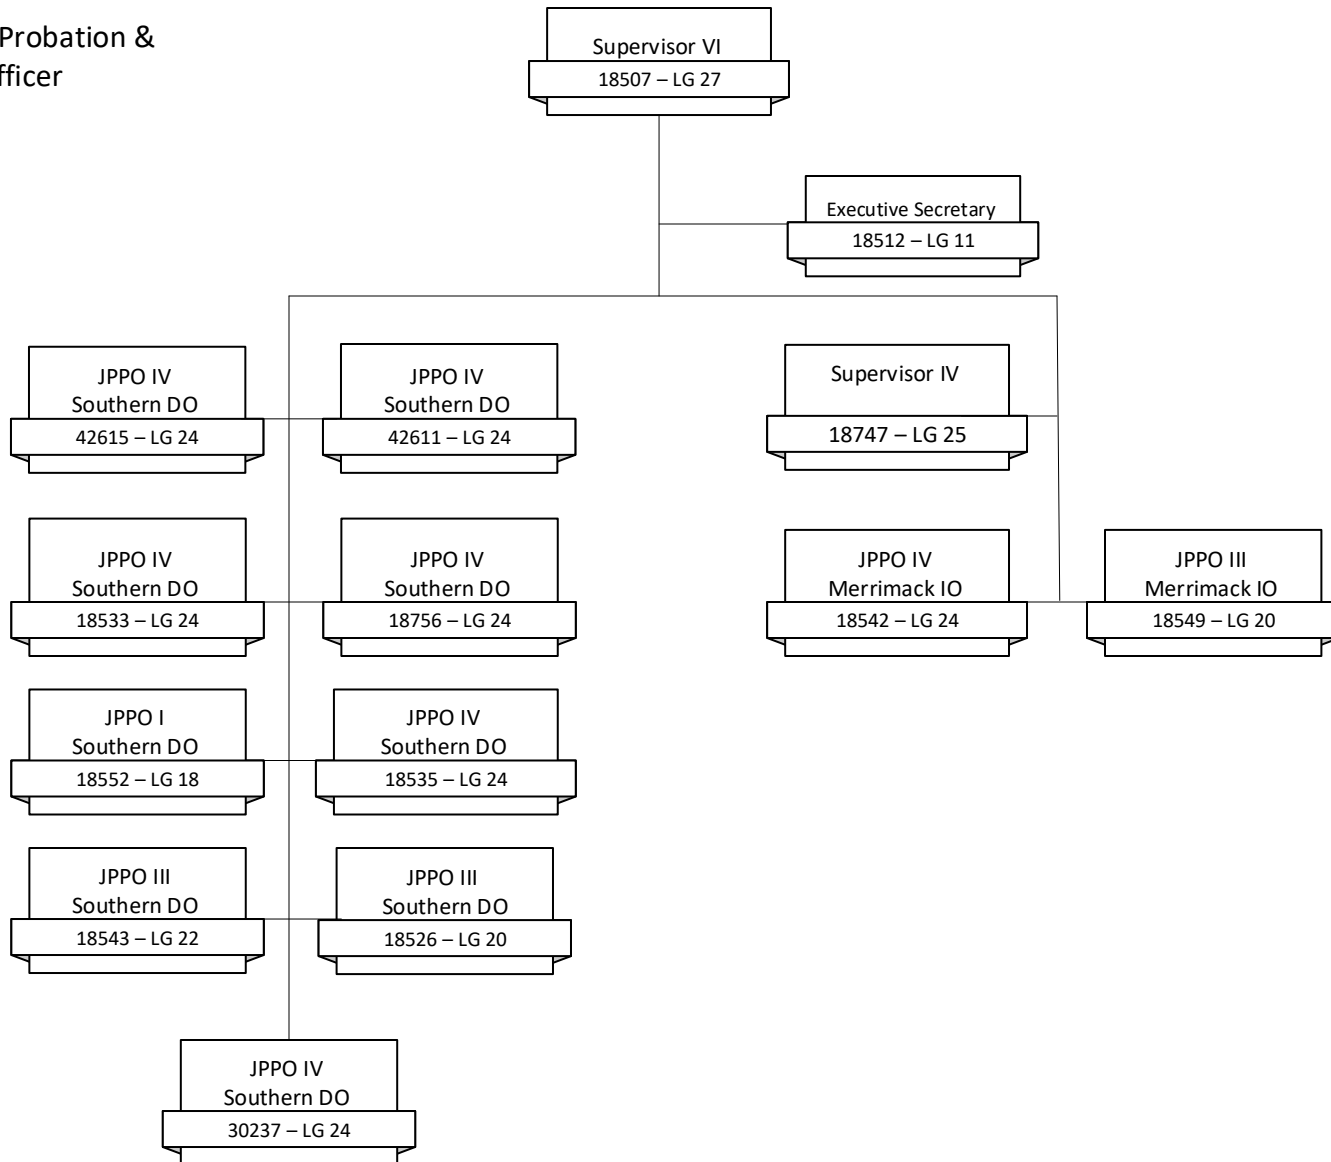 Probation &
fficer
Supervisor VI
18507 – LG 27
Executive Secretary
18512 – LG 11
JPPO IV
Southern DO
42615 – LG 24
JPPO IV
Southern DO
42611 – LG 24
Supervisor IV
18747 – LG 25
JPPO IV
Southern DO
18533 – LG 24
JPPO IV
Southern DO
18756 – LG 24
JPPO IV
Merrimack IO
18542 – LG 24
JPPO III
Merrimack IO
18549 – LG 20
JPPO I
Southern DO
18552 – LG 18
JPPO IV
Southern DO
18535 – LG 24
JPPO III
Southern DO
18543 – LG 22
JPPO III
Southern DO
18526 – LG 20
JPPO IV
Southern DO
30237 – LG 24